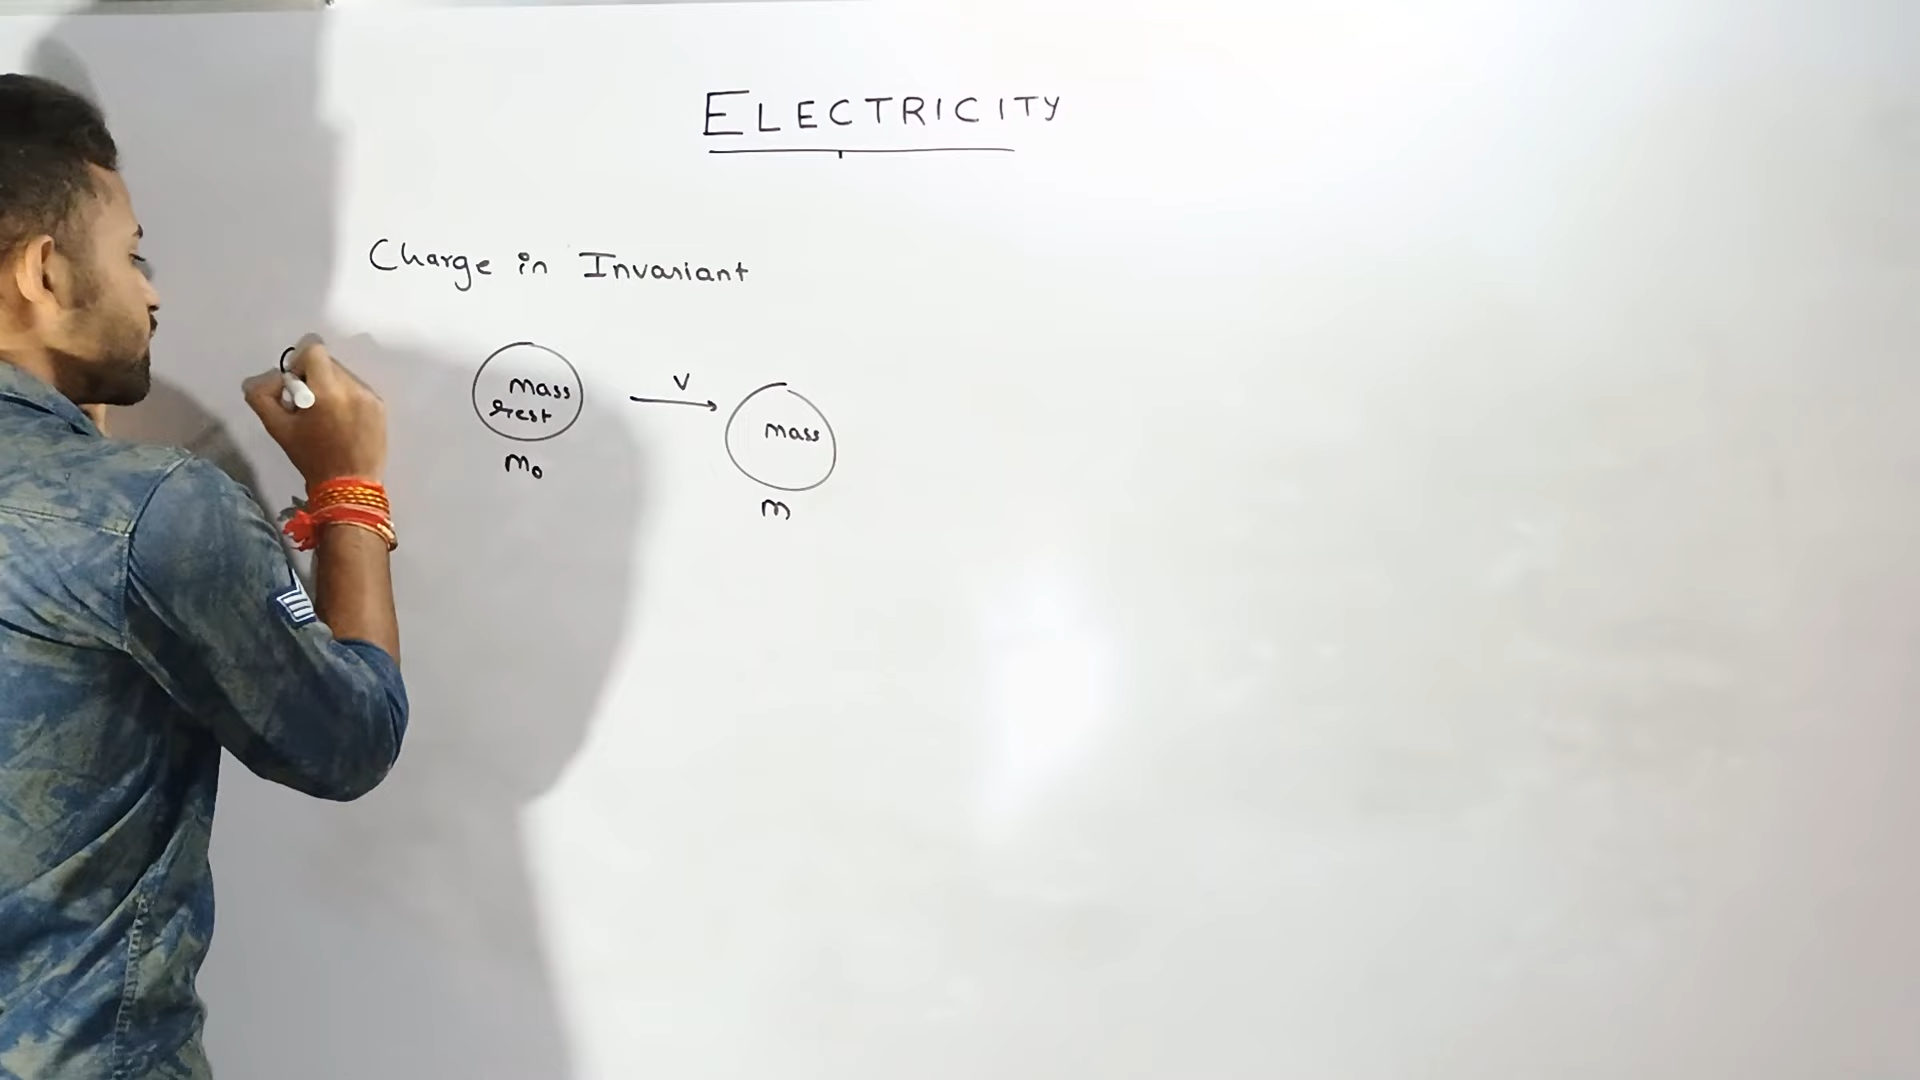 ELECTRICITY
Charge in Invariant
mass
rest
m₀
V
mass
m